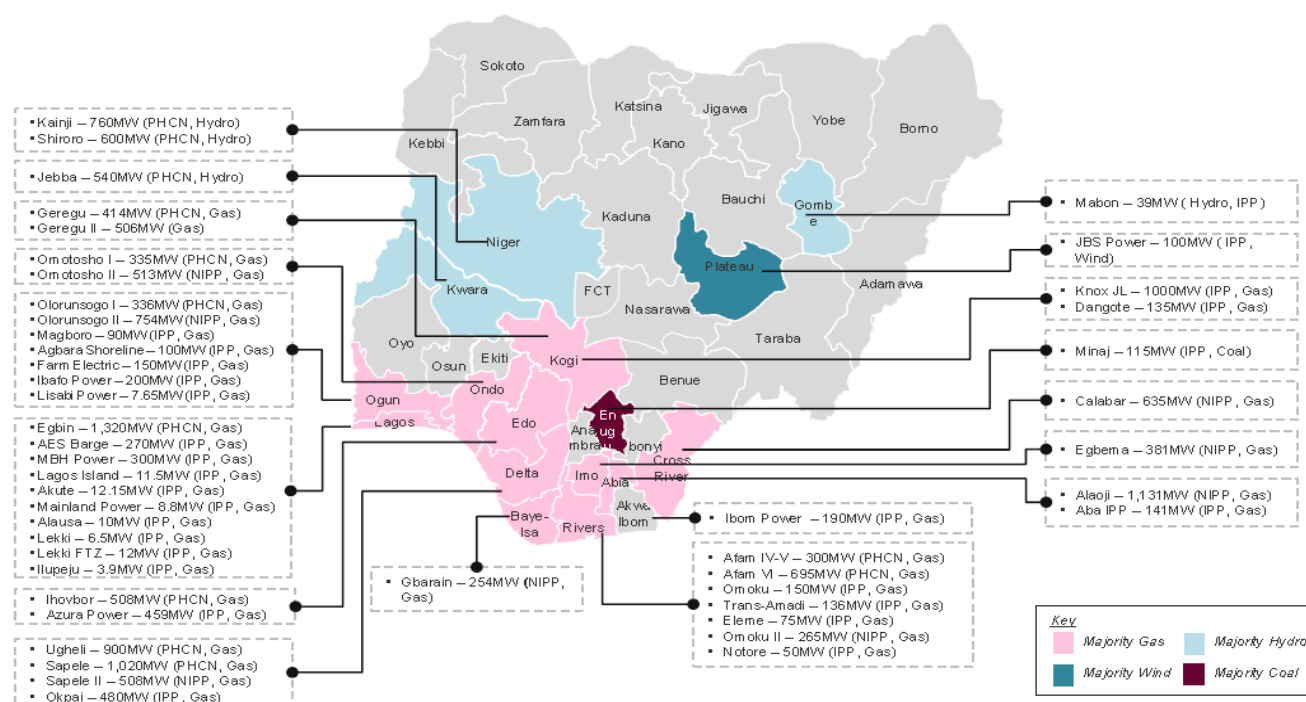 Sokoto
Katsina
Jigawa
Zamfara
Yobe
Borno
Kebbi
Kano
Bauchi
Gomb
e
Kaduna
Niger
Plateau
Adamawa
FCT
Kwara
Nasarawa
Taraba
Oyo
Osun
Ekiti
Kogi
Benue
Ondo
Ogun
Lagos
Edo
En
ug
u
Ana
mbra
bonyi
Cross
River
Delta
Imo
Abia
Akwa
Ibom
Baye-
lsa
Rivers
▪ Kainji – 760MW (PHCN, Hydro)
▪ Shiroro – 600MW (PHCN, Hydro)
▪ Jebba – 540MW (PHCN, Hydro)
▪ Geregu – 414MW (PHCN, Gas)
▪ Geregu II – 506MW (Gas)
▪ Omotosho I – 335MW (PHCN, Gas)
▪ Omotosho II – 513MW (NIPP, Gas)
▪ Olorunsogo I – 336MW (PHCN, Gas)
▪ Olorunsogo II – 754MW (NIPP, Gas)
▪ Magboro – 90MW (IPP, Gas)
▪ Agbara Shoreline – 100MW (IPP, Gas)
▪ Farm Electric – 150MW (IPP, Gas)
▪ Ibafo Power – 200MW (IPP, Gas)
▪ Lisabi Power – 7.65MW (IPP, Gas)
▪ Egbin – 1,320MW (PHCN, Gas)
▪ AES Barge – 270MW (IPP, Gas)
▪ MBH Power – 300MW (IPP, Gas)
▪ Lagos Island – 11.5MW (IPP, Gas)
▪ Akute – 12.15MW (IPP, Gas)
▪ Mainland Power – 8.8MW (IPP, Gas)
▪ Alausa – 10MW (IPP, Gas)
▪ Lekki – 6.5MW (IPP, Gas)
▪ Lekki FTZ – 12MW (IPP, Gas)
▪ Ilupeju – 3.9MW (IPP, Gas)
▪ Ihovbor – 508MW (PHCN, Gas)
Azura Power – 459MW (IPP, Gas)
▪ Ugheli – 900MW (PHCN, Gas)
▪ Sapele – 1,020MW (PHCN, Gas)
▪ Sapele II – 508MW (NIPP, Gas)
▪ Okpai – 480MW (IPP, Gas)
▪ Gbarain – 254MW (NIPP,
Gas)
▪ Mabon – 39MW ( Hydro, IPP)
▪ JBS Power – 100MW ( IPP,
Wind)
▪ Knox JL – 1000MW (IPP, Gas)
▪ Dangote – 135MW (IPP, Gas)
▪ Minaj – 115MW (IPP, Coal)
▪ Calabar – 635MW (NIPP, Gas)
▪ Egbema – 381MW (NIPP, Gas)
▪ Alaoji – 1,131MW (NIPP, Gas)
▪ Aba IPP – 141MW (IPP, Gas)
▪ Ibom Power – 190MW (IPP, Gas)
▪ Afam IV-V – 300MW (PHCN, Gas)
▪ Afam VI – 695MW (PHCN, Gas)
▪ Omoku – 150MW (IPP, Gas)
▪ Trans-Amadi – 136MW (IPP, Gas)
▪ Eleme – 75MW (IPP, Gas)
▪ Omoku II – 265MW (NIPP, Gas)
▪ Notore – 50MW (IPP, Gas)
Key
Majority Gas
Majority Hydro
Majority Wind
Majority Coal